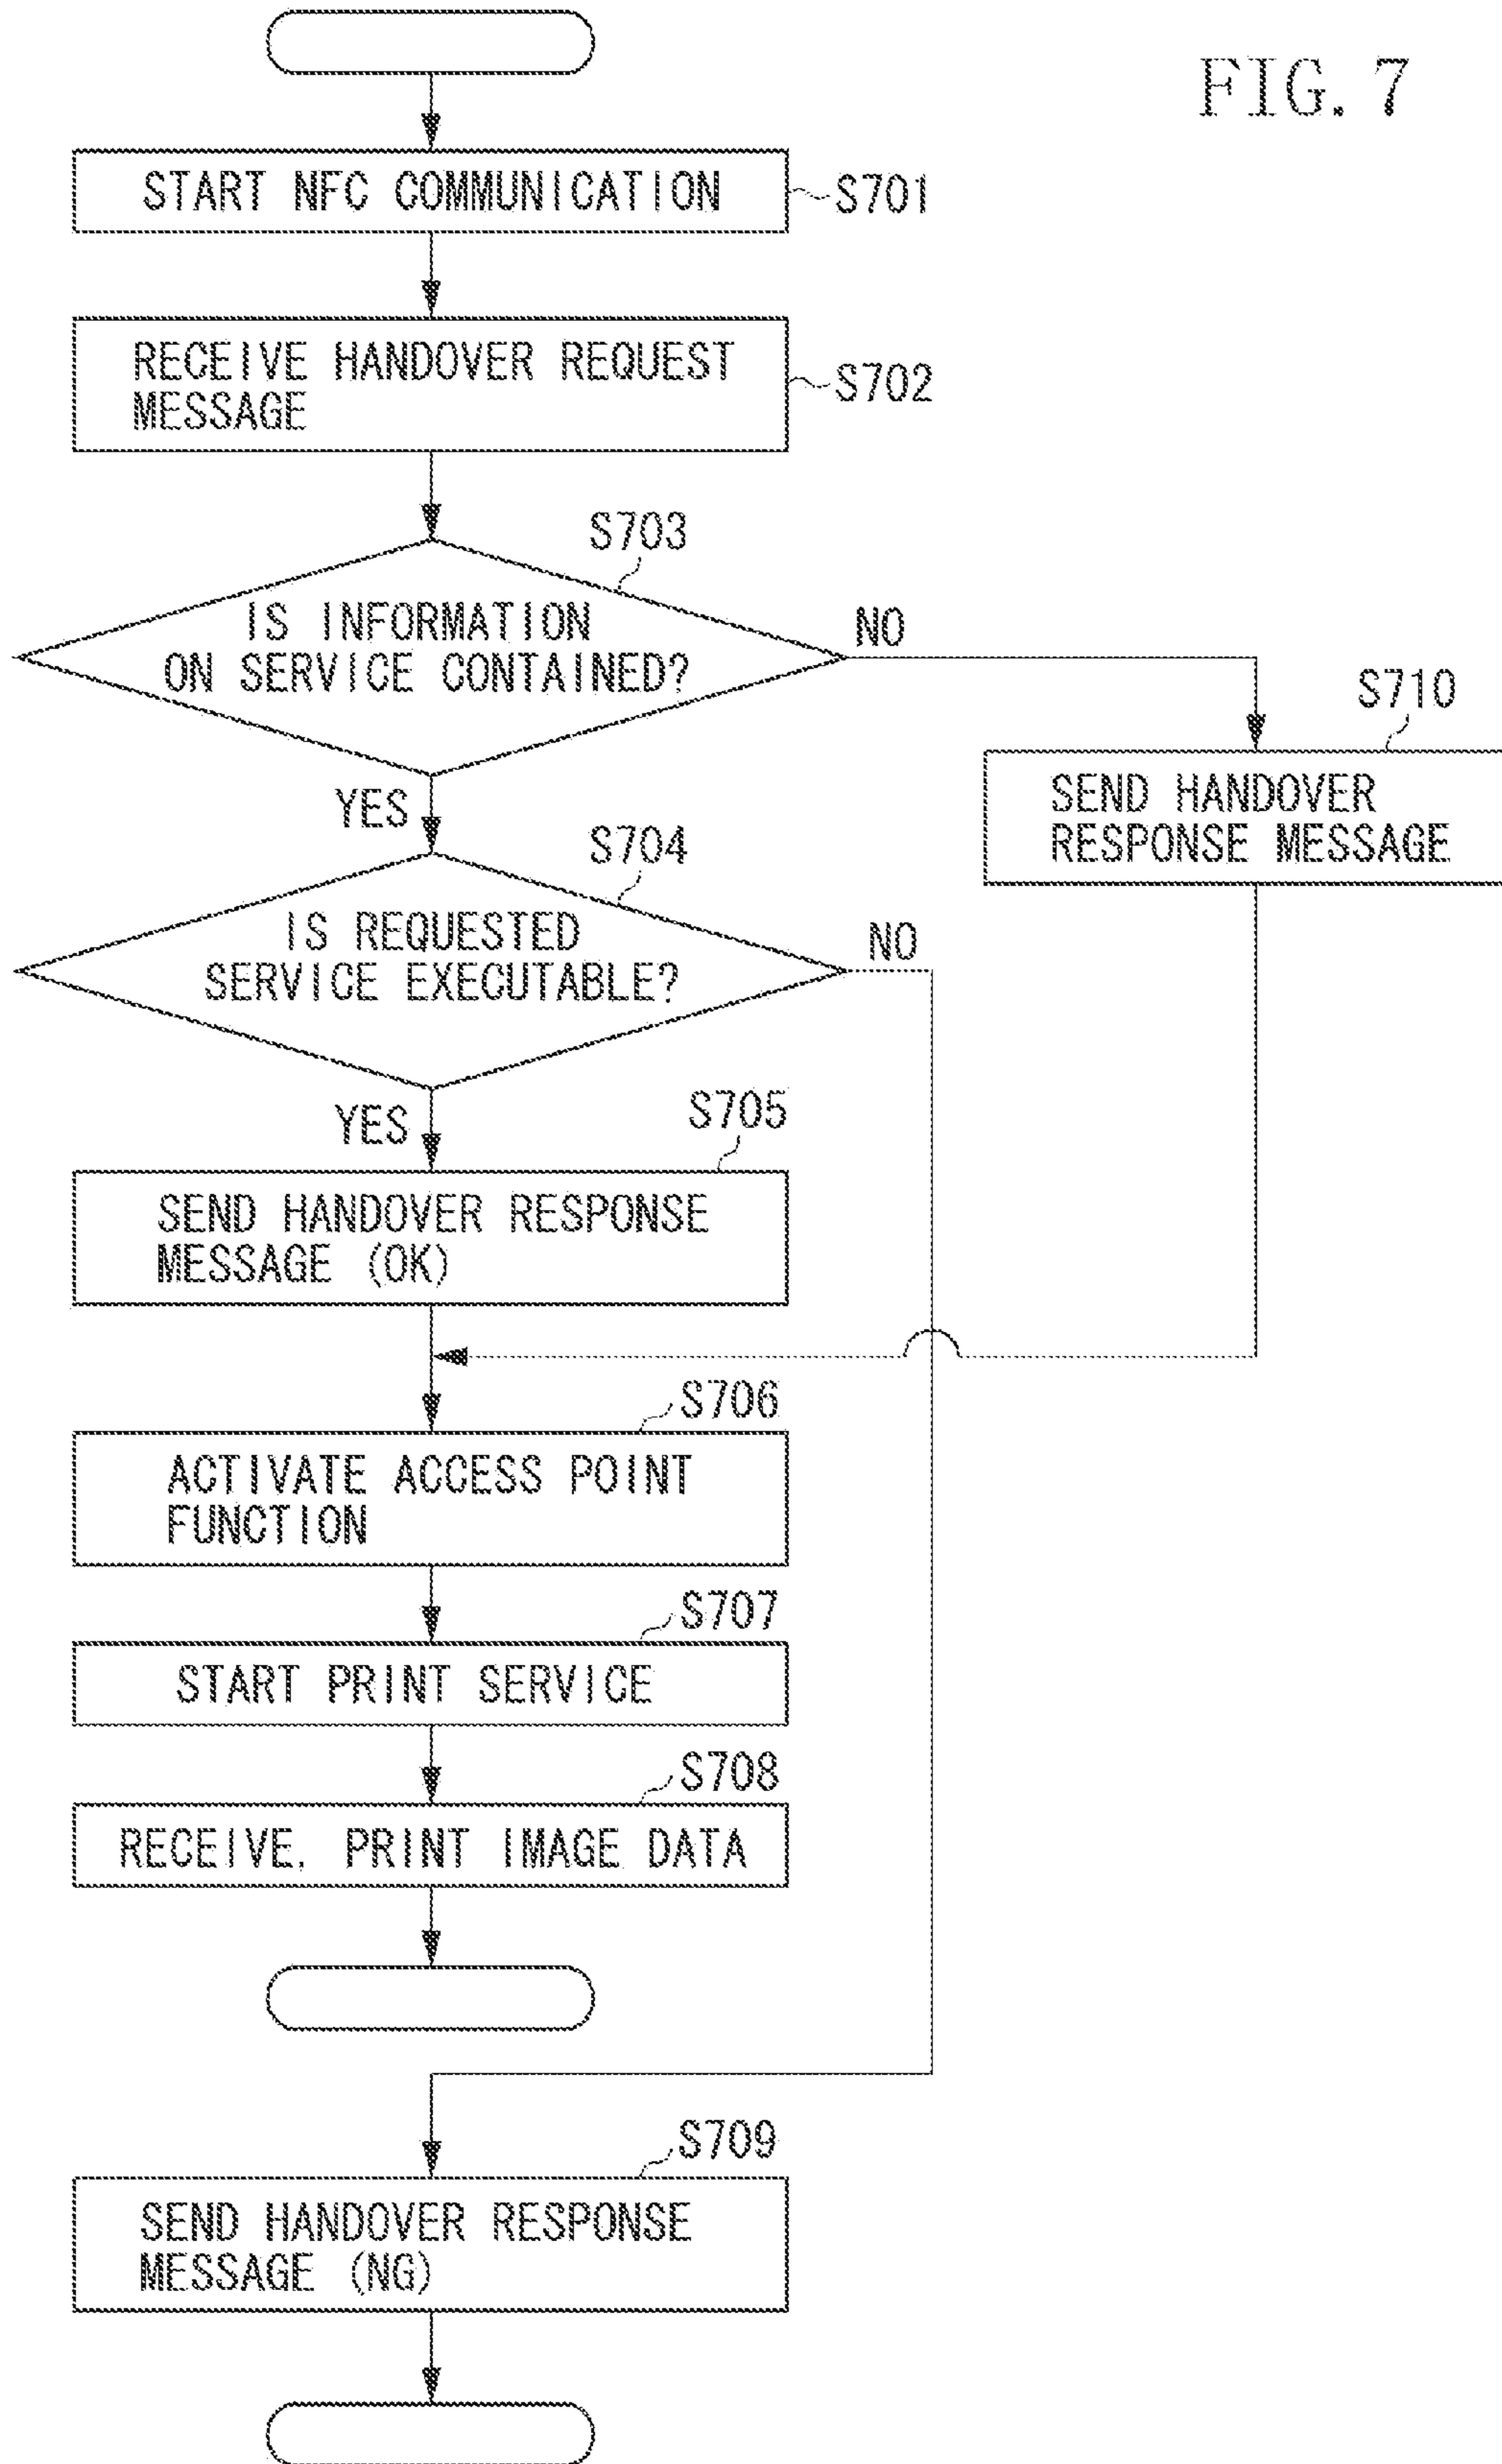 FIG. 7
START NFC COMMUNICATION
S701
RECEIVE HANDOVER REQUEST
MESSAGE
S702
S703
IS INFORMATION
ON SERVICE CONTAINED?
NO
S710
SEND HANDOVER
RESPONSE MESSAGE
YES
S704
IS REQUESTED
SERVICE EXECUTABLE?
NO
YES
S705
SEND HANDOVER RESPONSE
MESSAGE (OK)
S706
ACTIVATE ACCESS POINT
FUNCTION
S707
START PRINT SERVICE
S708
RECEIVE, PRINT IMAGE DATA
S709
SEND HANDOVER RESPONSE
MESSAGE (NG)